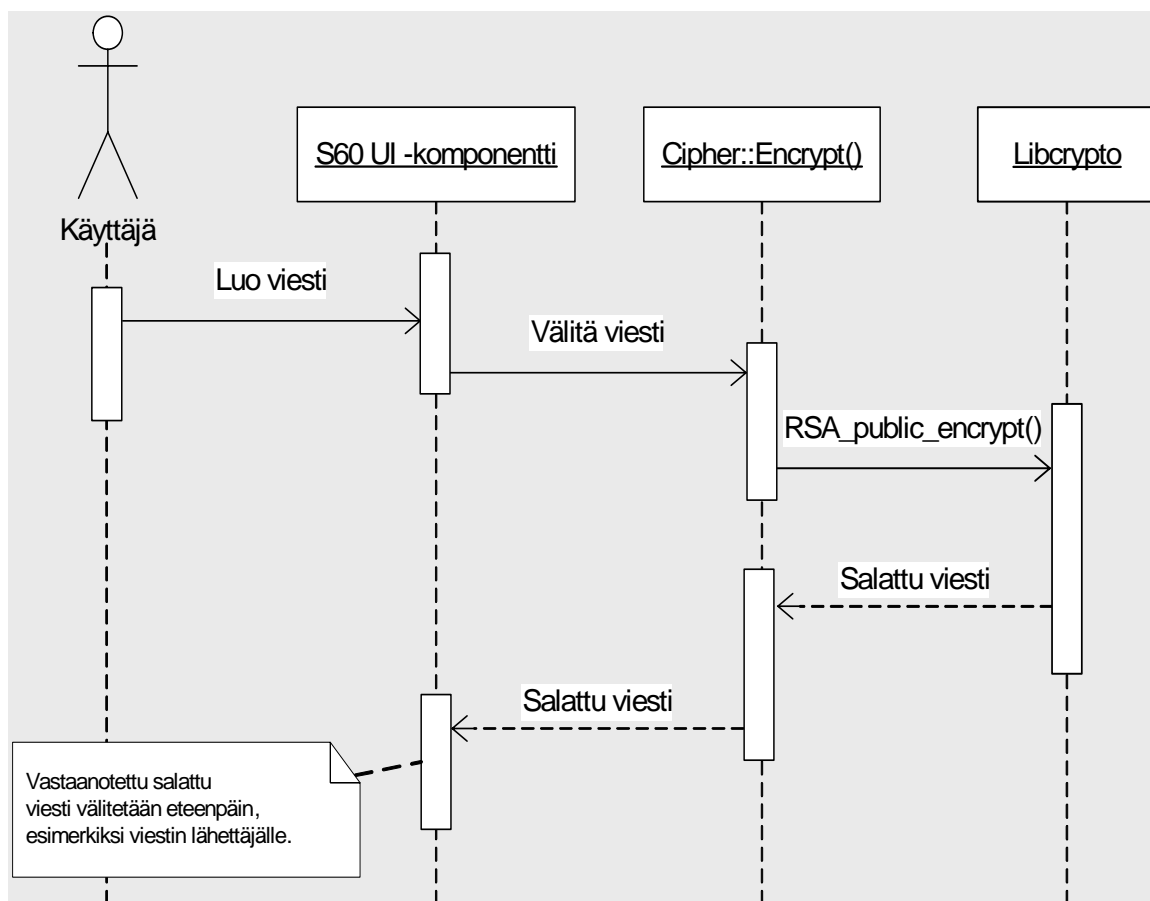 S60 UI -komponentti
Cipher::Encrypt()
Libcrypto
Käyttäjä
Luo viesti
Välitä viesti
RSA_public_encrypt()
Salattu viesti
Salattu viesti
Vastaanotettu salattu
viesti välitetään eteenpäin,
esimerkiksi viestin lähettäjälle.